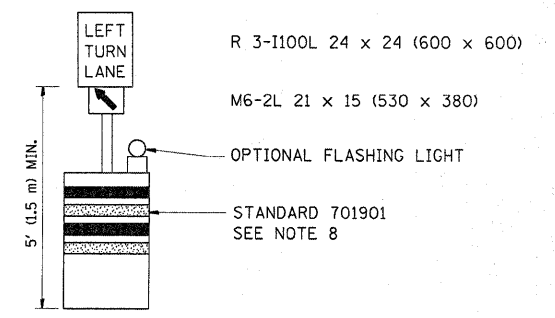 LEFT
TURN
LANE
R 3-I100L 24 x 24 (600 x 600)
M6-2L 21 x 15 (530 x 380)
OPTIONAL FLASHING LIGHT
5' (1.5 m) MIN.
STANDARD 701901
SEE NOTE 8